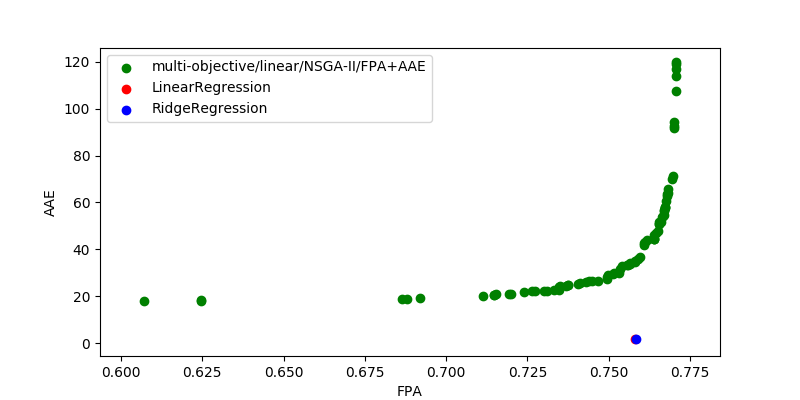 multi-objective/linear/NSGA-II/FPA+AAE
LinearRegression
RidgeRegression
120
100
80
60
40
20
0
AAE
0.600 0.625 0.650 0.675 0.700 0.725 0.750 0.775
FPA